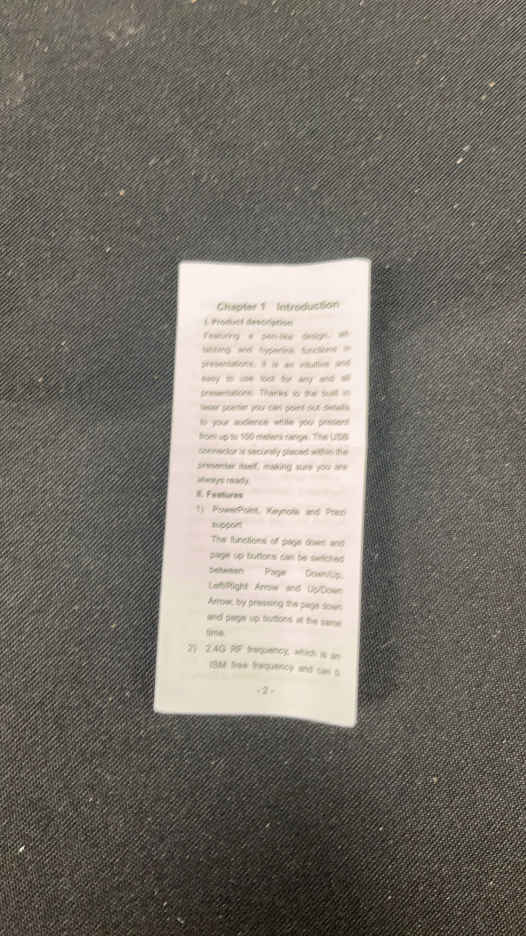 Chapter 1 Introduction
I. Product description
Featuring a pen-like design, alt-
tabbing and hyperlink functions in
presentations, it is an intuitive and
easy to use tool for any and all
presentations. Thanks to the built in
laser pointer you can point out details
to your audience while you present
from up to 100 meters range. The USB
connector is securely placed within the
presenter itself, making sure you are
always ready.
II. Features
1) PowerPoint, Keynote and Prezi
support
The functions of page down and
page up buttons can be switched
between Page Down/Up,
Left/Right Arrow and Up/Down
Arrow, by pressing the page down
and page up buttons at the same
time.
2) 2.4G RF frequency, which is an
ISM free frequency and can
- 2 -